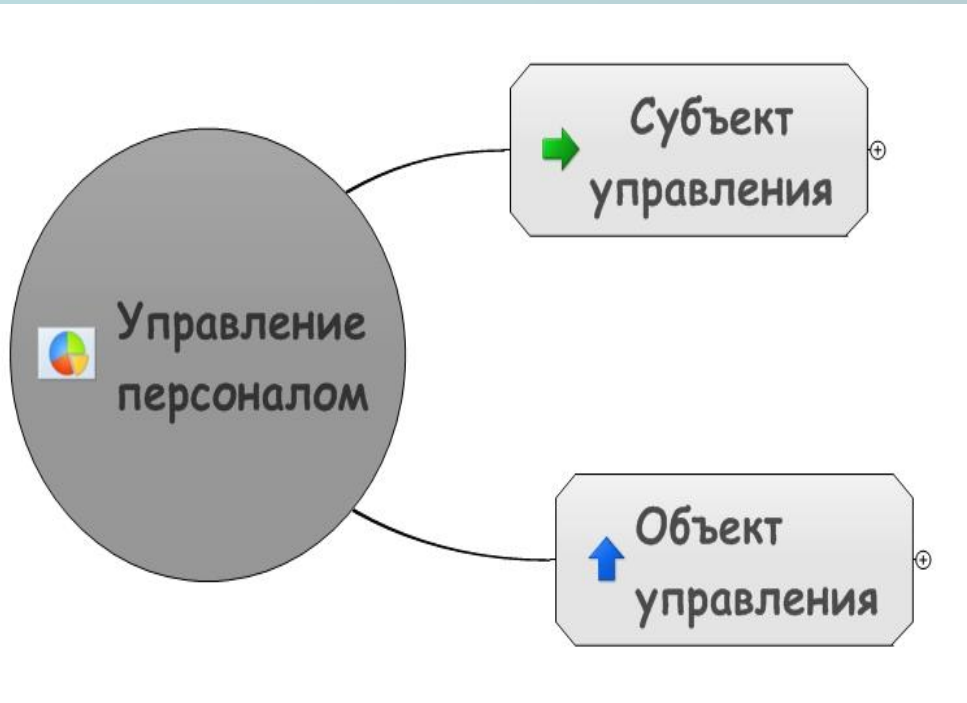 Субъект
управления
Управление
персоналом
Объект
управления